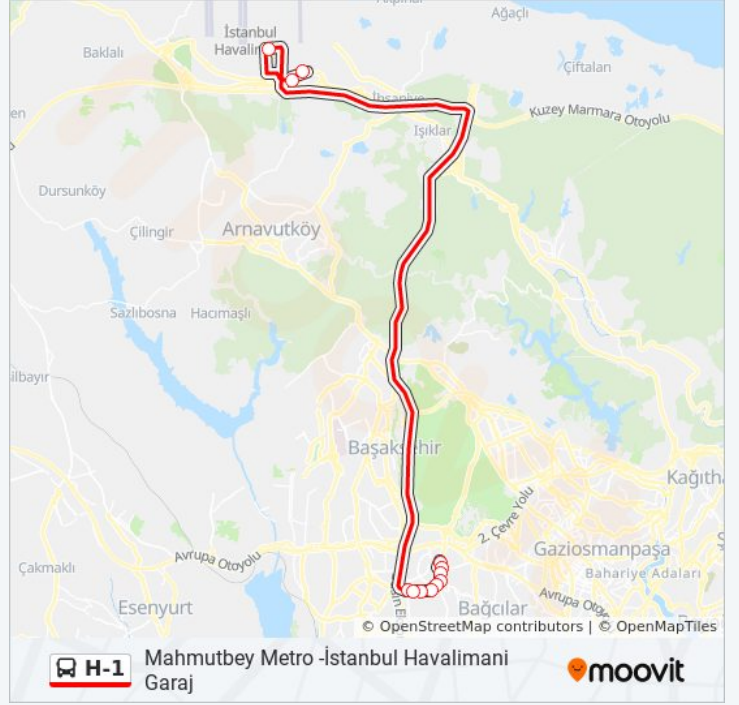 Ağaçlı
İstanbul
Havalim
Baklalı
Çiftalan
İhsaniye
Kuzey Marmara Otoyolu
Işıklar
Dursunköy
Çilingir
Arnavutköy
Sazlıbosna
Hacımaşlı
Başakşehir
Kağıth
2. Çevre Yolu
Gaziosmanpaşa
Avrupa Otoyolu
Çakmaklı
Bahariye Adaları
Esenyurt
Bağcılar
Avrupa Oto
© OpenStreetMap contributors | © OpenMapTiles
H-1
Mahmutbey Metro -İstanbul Havalimani
Garaj
moovit